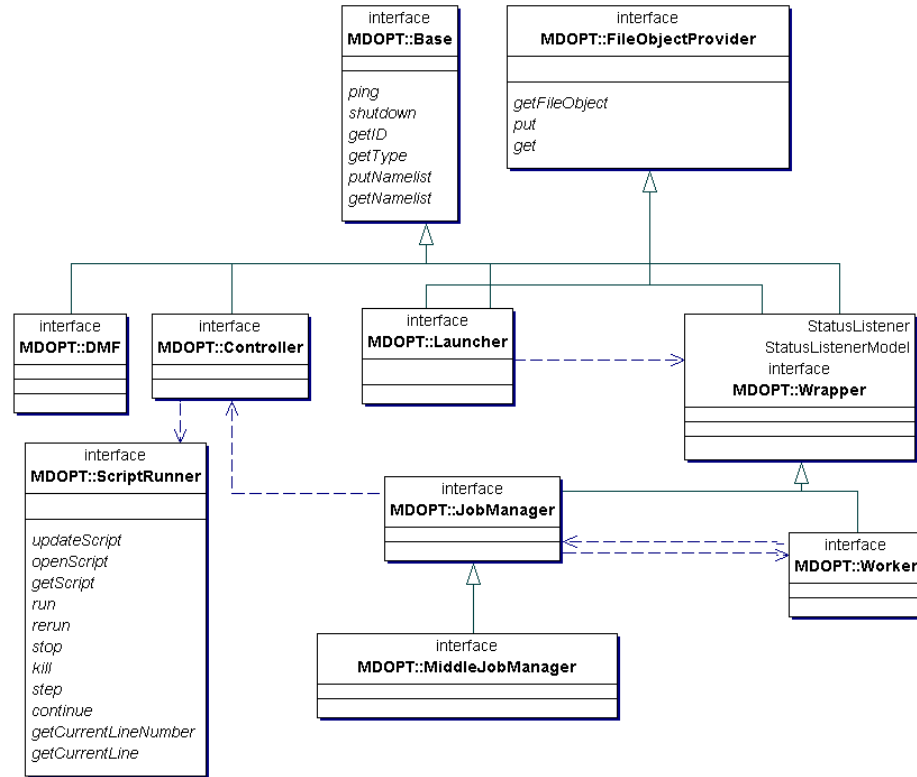 interface
MDOPT::Base
ping
shutdown
getID
getType
putNamelist
getNamelist
interface
MDOPT::FileObjectProvider
getFileObject
put
get
interface
MDOPT::DMF
interface
MDOPT::Controller
interface
MDOPT::Launcher
StatusListener
StatusListenerModel
interface
MDOPT::Wrapper
interface
MDOPT::ScriptRunner
updateScript
openScript
getScript
run
rerun
stop
kill
step
continue
getCurrentLineNumber
getCurrentLine
interface
MDOPT::JobManager
interface
MDOPT::Worker
interface
MDOPT::MiddleJobManager